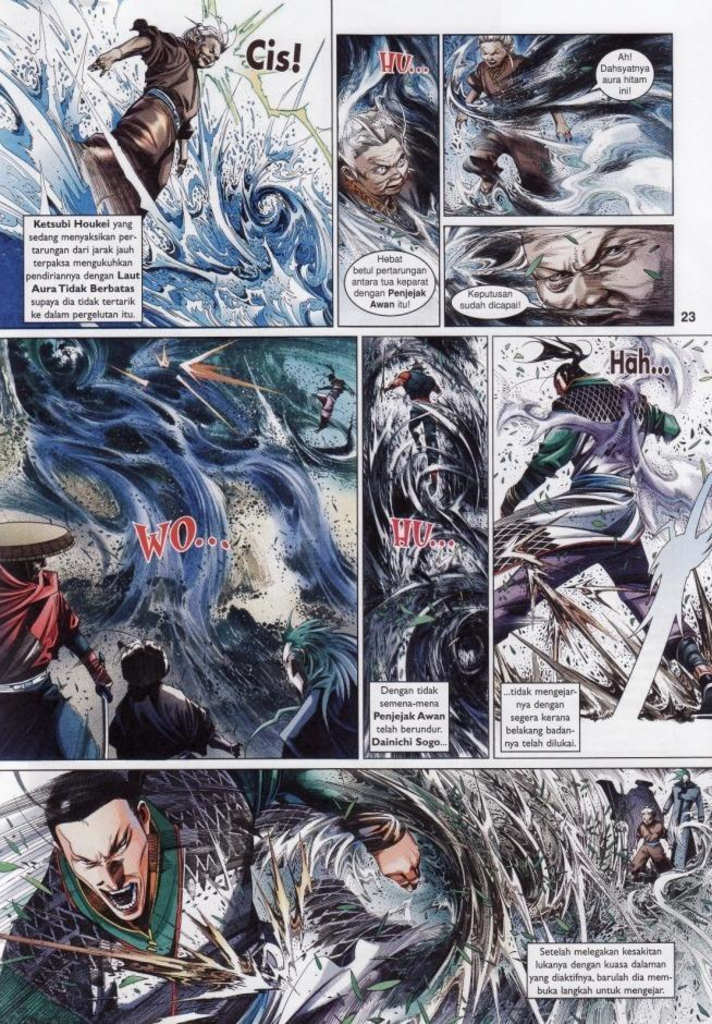 Cis!
Ketsubi Houkei yang
sedang menyaksikan per-
tarungan dari jarak jauh
terpaksa mengukuhkan
pendiriannya dengan Laut
Aura Tidak Berbatas
supaya dia tidak tertarik
ke dalam pergelutan itu.
HU...
Hebat
betul pertarungan
antara tua keparat
dengan Penjejak
Awan itu!
Ah!
Dahsyatnya
aura hitam
ini!
Keputusan
sudah dicapai!
23
WO...
HU...
Dengan tidak
semena-mena
Penjejak Awan
telah berundur.
Dainichi Sogo...
Hah...
...tidak mengejar-
nya dengan
segera kerana
belakang badan-
nya telah dilukai.
Setelah melegakan kesakitan
lukanya dengan kuasa dalaman
yang diaktifnya, barulah dia mem-
buka langkah untuk mengejar.